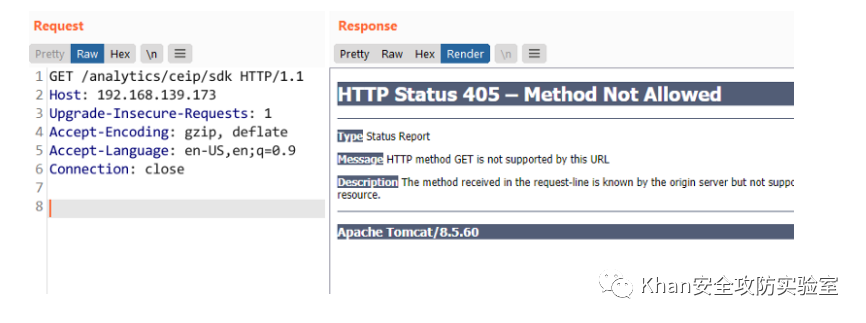 Request
Pretty Raw Hex \n
1 GET /analytics/ceip/sdk HTTP/1.1
2 Host: 192.168.139.173
3 Upgrade-Insecure-Requests: 1
4 Accept-Encoding: gzip, deflate
5 Accept-Language: en-US,en;q=0.9
6 Connection: close
7
8
Response
Pretty Raw Hex Render \n
HTTP Status 405 – Method Not Allowed
Type Status Report
Message HTTP method GET is not supported by this URL
Description The method received in the request-line is known by the origin server but not
resource.
Apache Tomcat/8.5.60
Khan安全攻防实验室